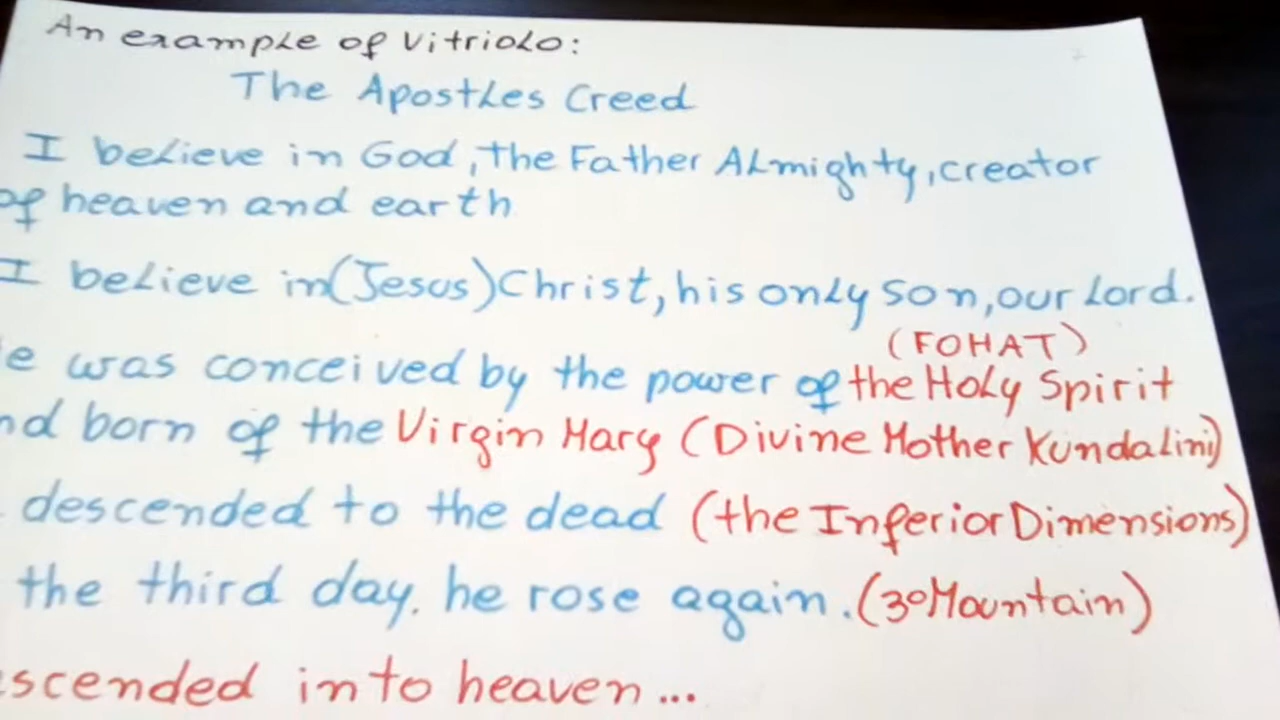 An example of Vitriolo:
The Apostles Creed
I believe in God, the Father Almighty, creator
of heaven and earth
I believe in (Jesus) Christ, his only son, our Lord.
(FOHAT)
e was conceived by the power of the Holy Spirit
nd born of the Virgin Mary (Divine Mother Kundalini)
descended to the dead (the Inferior Dimensions)
the third day, he rose again. (3º Mountain)
scended into heaven...